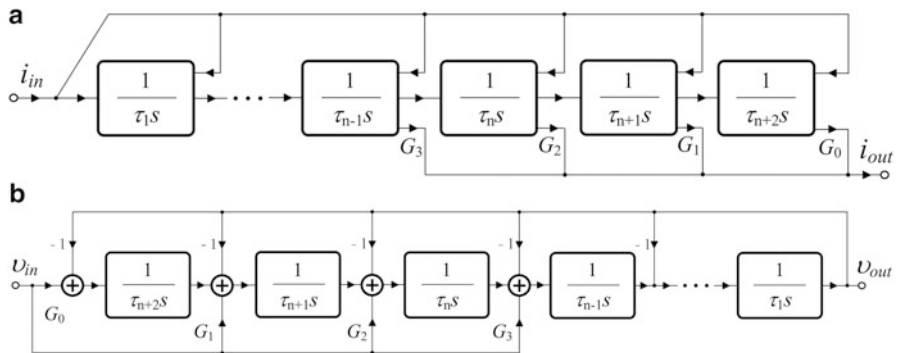 a
i_in
1/τ₁s
1/τₙ₋₁s
1/τₙs
1/τₙ₊₁s
1/τₙ₊₂s
G₃
G₂
G₁
G₀
i_out
b
-1
-1
-1
-1
-1
υ_in
1/τₙ₊₂s
1/τₙ₊₁s
1/τₙs
1/τₙ₋₁s
1/τ₁s
υ_out
G₀
G₁
G₂
G₃